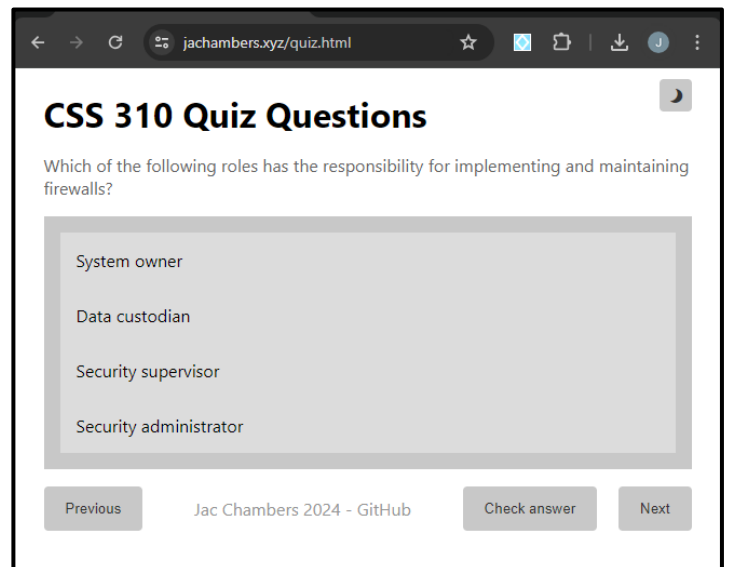 jachambers.xyz/quiz.html
J
CSS 310 Quiz Questions
Which of the following roles has the responsibility for implementing and maintaining
firewalls?
System owner
Data custodian
Security supervisor
Security administrator
Previous
Jac Chambers 2024 - GitHub
Check answer
Next